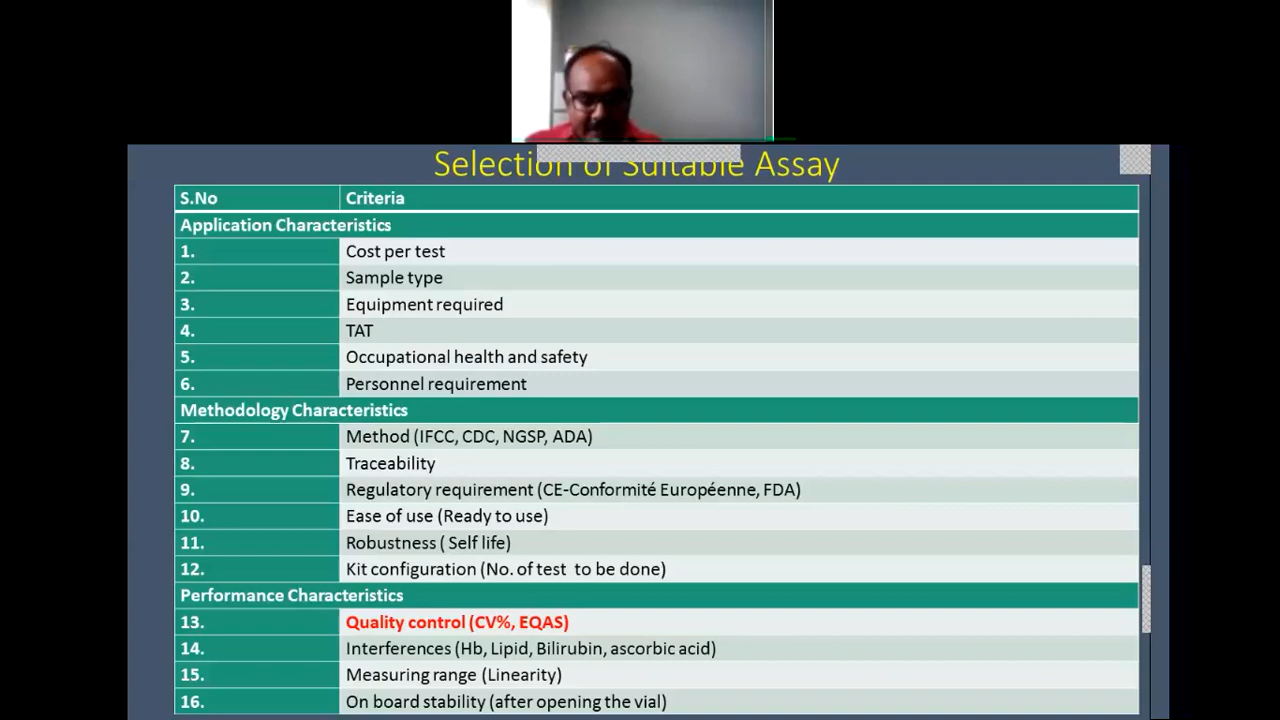 Selection of Suitable Assay
S.No Criteria
Application Characteristics
1. Cost per test
2. Sample type
3. Equipment required
4. TAT
5. Occupational health and safety
6. Personnel requirement
Methodology Characteristics
7. Method (IFCC, CDC, NGSP, ADA)
8. Traceability
9. Regulatory requirement (CE-Conformité Européenne, FDA)
10. Ease of use (Ready to use)
11. Robustness ( Self life)
12. Kit configuration (No. of test to be done)
Performance Characteristics
13. Quality control (CV%, EQAS)
14. Interferences (Hb, Lipid, Bilirubin, ascorbic acid)
15. Measuring range (Linearity)
16. On board stability (after opening the vial)